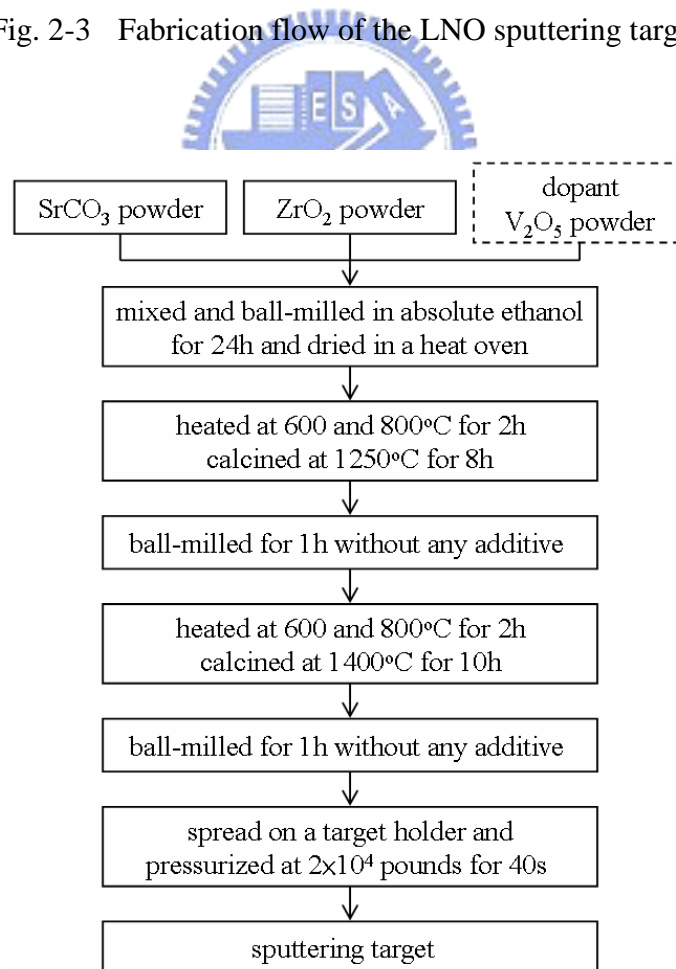 Fig. 2-3 Fabrication flow of the LNO sputtering targ
E S A
SrCO₃ powder
ZrO₂ powder
dopant
V₂O₅ powder
mixed and ball-milled in absolute ethanol
for 24h and dried in a heat oven
heated at 600 and 800°C for 2h
calcined at 1250°C for 8h
ball-milled for 1h without any additive
heated at 600 and 800°C for 2h
calcined at 1400°C for 10h
ball-milled for 1h without any additive
spread on a target holder and
pressurized at 2x10⁴ pounds for 40s
sputtering target